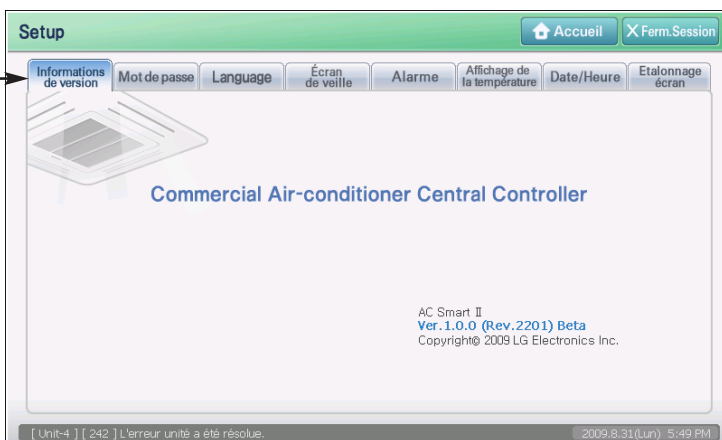 Setup
Accueil
X Ferm.Session
Informations
de version
Mot de passe
Language
Écran
de veille
Alarme
Affichage de
la température
Date/Heure
Etalonnage
écran
Commercial Air-conditioner Central Controller
AC Smart Ⅱ
Ver.1.0.0 (Rev.2201) Beta
Copyright© 2009 LG Electronics Inc.
[ Unit-4 ] [ 242 ] L'erreur unité a été résolue.
2009.8.31(Lun) 5:49 PM